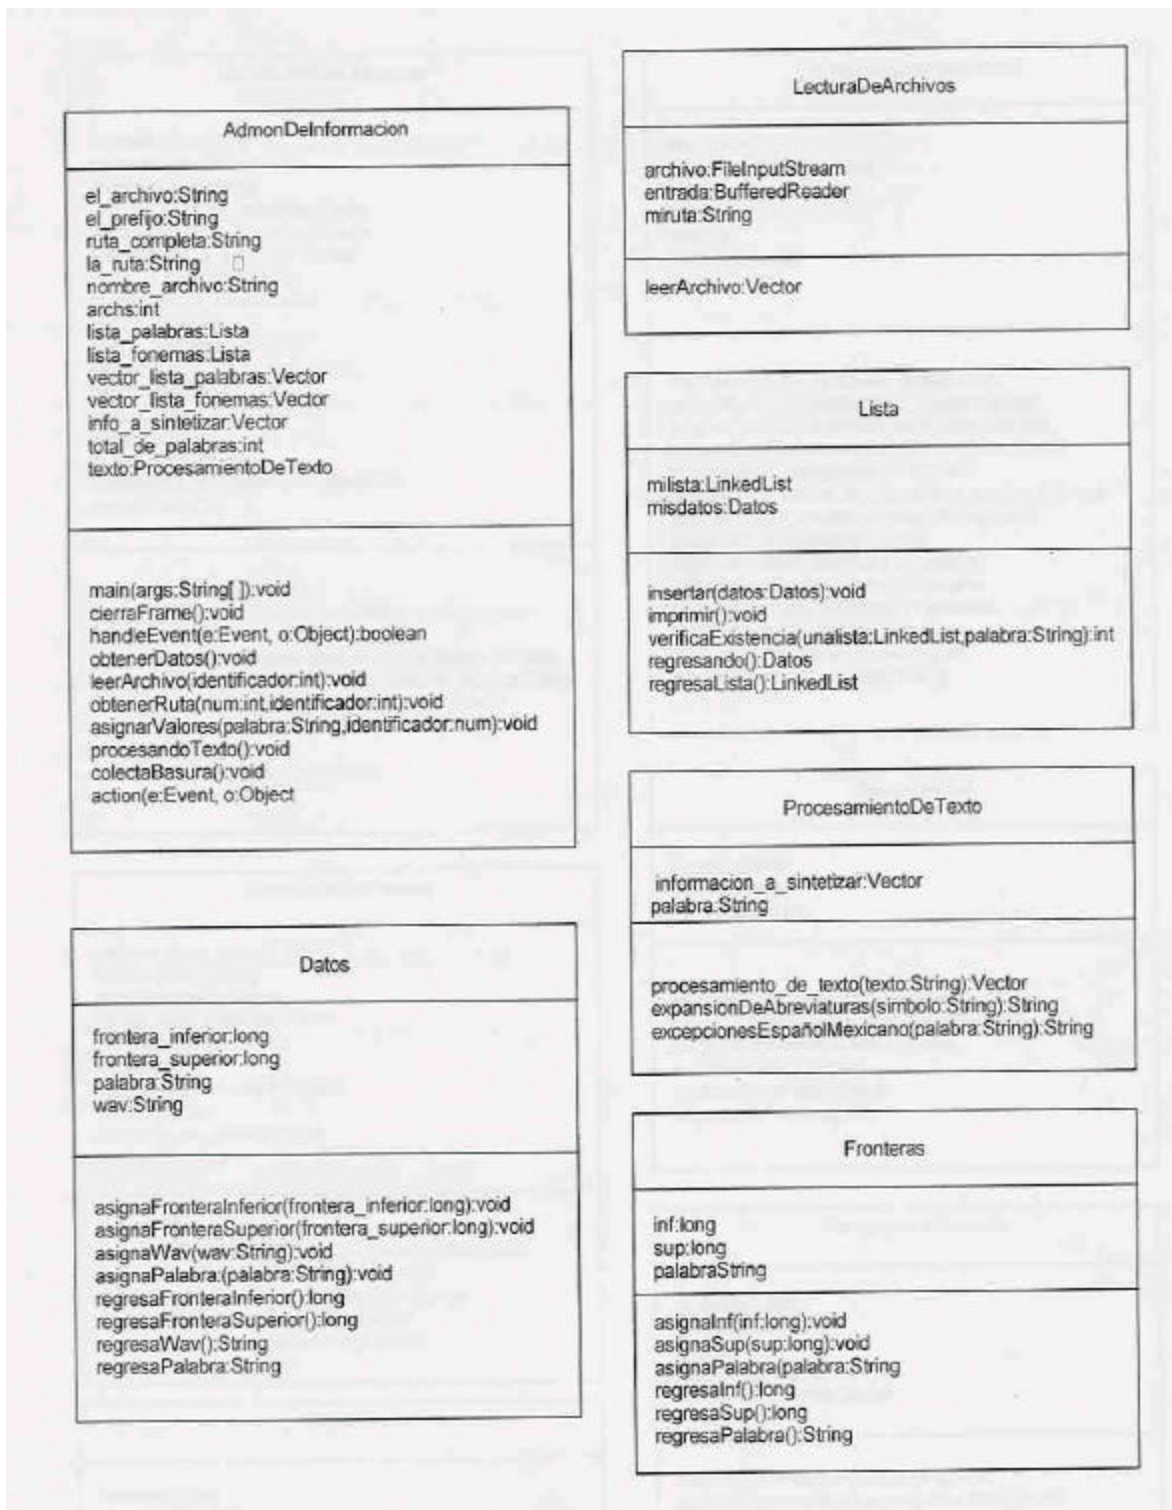 AdmonDeInformacion
el_archivo:String
el_prefijo:String
ruta_completa:String
la_ruta:String
nombre_archivo:String
archs:int
lista_palabras:Lista
lista_fonemas:Lista
vector_lista_palabras:Vector
vector_lista_fonemas:Vector
info_a_sintetizar:Vector
total_de_palabras:int
texto:ProcesamientoDeTexto
main(args:String[ ]):void
cierraFrame():void
handleEvent(e:Event, o:Object):boolean
obtenerDatos():void
leerArchivo(identificador:int):void
obtenerRuta(num:int,identificador:int):void
asignarValores(palabra:String,identificador:num):void
procesandoTexto():void
colectaBasura():void
action(e:Event, o:Object
Datos
frontera_inferior:long
frontera_superior:long
palabra:String
wav:String
asignaFronteraInferior(frontera_inferior:long):void
asignaFronteraSuperior(frontera_superior:long):void
asignaWav(wav:String):void
asignaPalabra:(palabra:String):void
regresaFronteraInferior():long
regresaFronteraSuperior():long
regresaWav():String
regresaPalabra:String
LecturaDeArchivos
archivo:FileInputStream
entrada:BufferedReader
miruta:String
leerArchivo:Vector
Lista
milista:LinkedList
misdatos:Datos
insertar(datos:Datos):void
imprimir():void
verificaExistencia(unalista:LinkedList,palabra:String):int
regresando():Datos
regresaLista():LinkedList
ProcesamientoDeTexto
informacion_a_sintetizar:Vector
palabra:String
procesamiento_de_texto(texto:String):Vector
expansionDeAbreviaturas(simbolo:String):String
excepcionesEspañolMexicano(palabra:String):String
Fronteras
inf:long
sup:long
palabraString
asignaInf(inf:long):void
asignaSup(sup:long):void
asignaPalabra(palabra:String
regresaInf():long
regresaSup():long
regresaPalabra():String